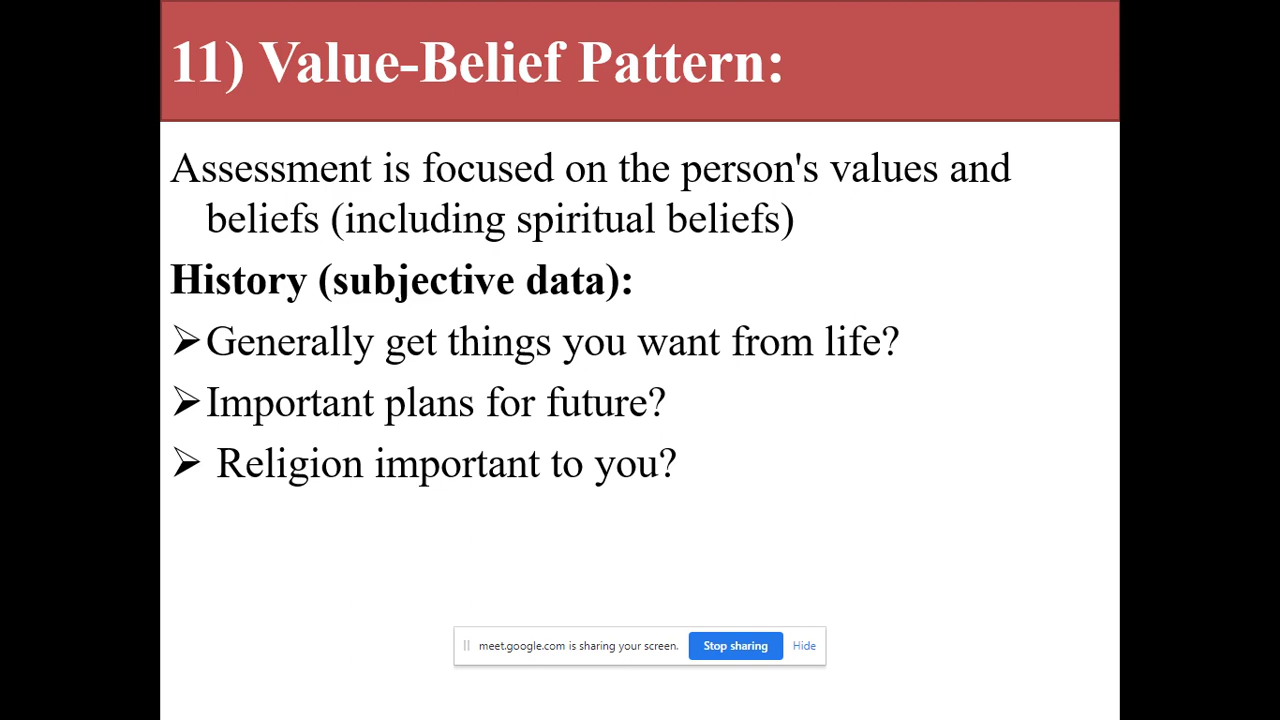 11) Value-Belief Pattern:
Assessment is focused on the person's values and
beliefs (including spiritual beliefs)
History (subjective data):
➢Generally get things you want from life?
➢Important plans for future?
➢ Religion important to you?
meet.google.com is sharing your screen. Stop sharing Hide